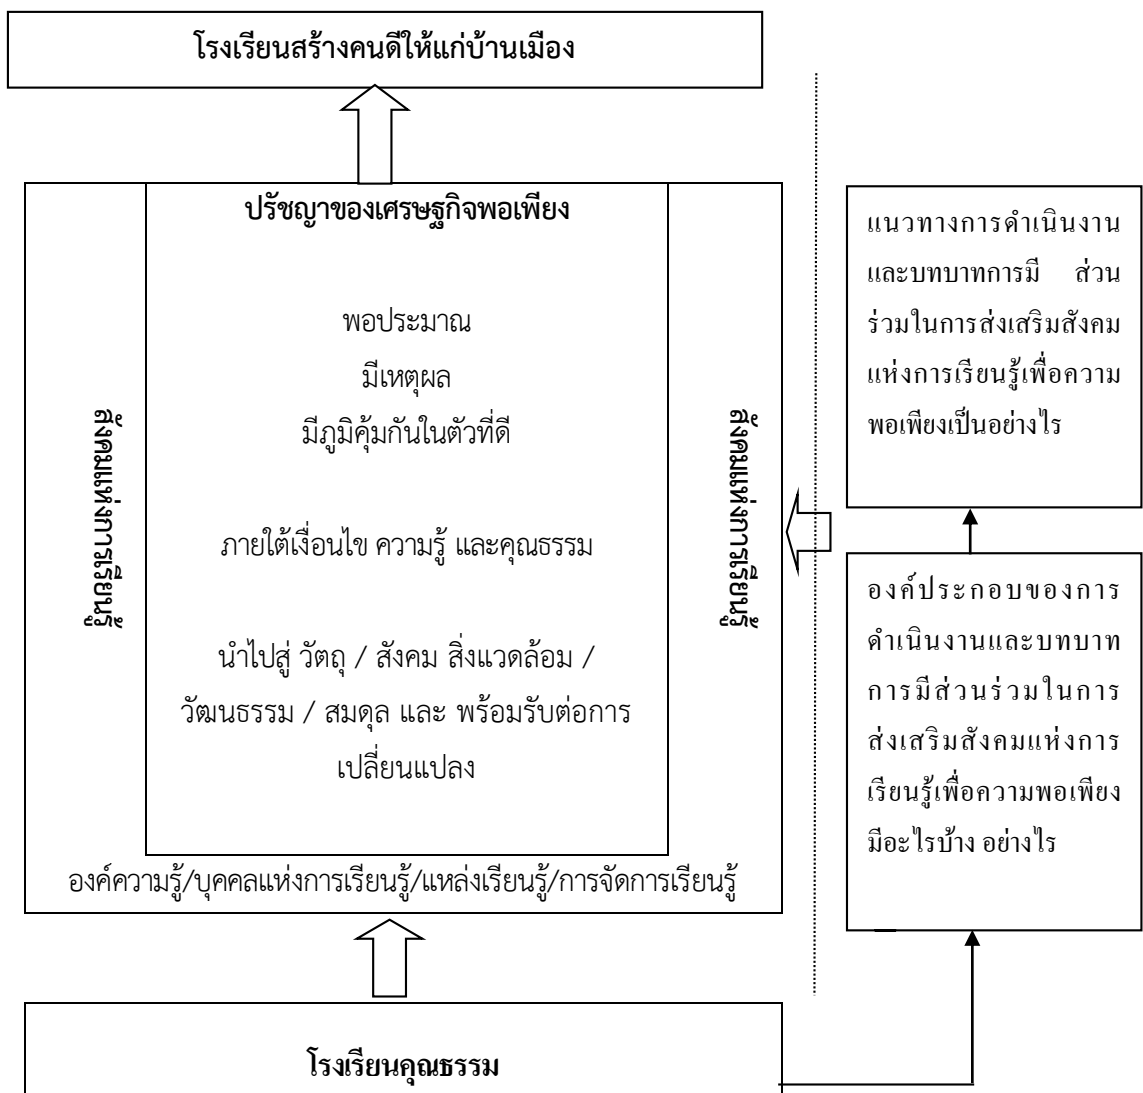 โรงเรียนสร้างคนดีให้แก่บ้านเมือง
ปรัชญาของเศรษฐกิจพอเพียง
พอประมาณ
มีเหตุผล
มีภูมิคุ้มกันในตัวที่ดี
ภายใต้เงื่อนไข ความรู้ และคุณธรรม
นำไปสู่ วัตถุ / สังคม สิ่งแวดล้อม /
วัฒนธรรม / สมดุล และ พร้อมรับต่อการ
เปลี่ยนแปลง
สังคมแห่งการเรียนรู้
สังคมแห่งการเรียนรู้
องค์ความรู้/บุคคลแห่งการเรียนรู้/แหล่งเรียนรู้/การจัดการเรียนรู้
แนวทางการดำเนินงาน
และบทบาทการมี ส่วน
ร่วมในการส่งเสริมสังคม
แห่งการเรียนรู้เพื่อความ
พอเพียงเป็นอย่างไร
องค์ประกอบของการ
ดำเนินงานและบทบาท
การมีส่วนร่วมในการ
ส่งเสริมสังคมแห่งการ
เรียนรู้เพื่อความพอเพียง
มีอะไรบ้าง อย่างไร
โรงเรียนคุณธรรม